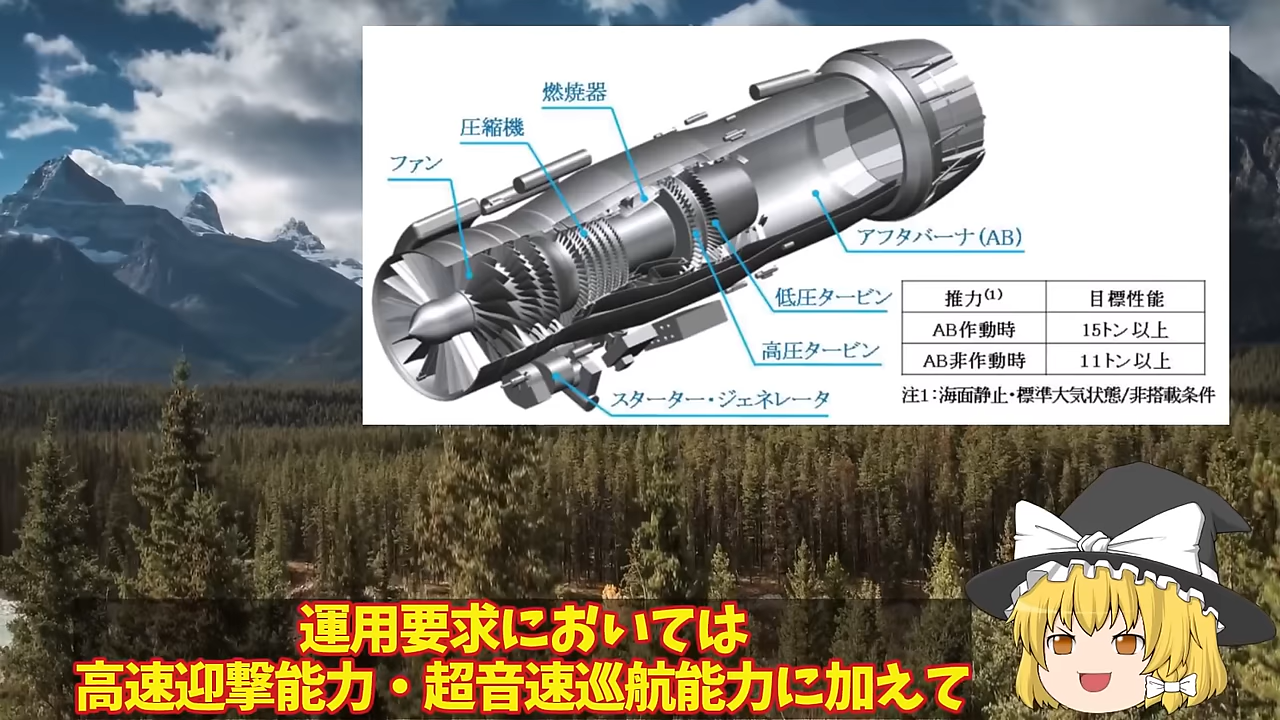 燃焼器
圧縮機
ファン
アフタバーナ(AB)
低圧タービン
高圧タービン
スターター・ジェネレータ
推力(1) 目標性能
AB作動時 15トン以上
AB非作動時 11トン以上
注1:海面静止・標準大気状態/非搭載条件
運用要求においては
高速迎撃能力・超音速巡航能力に加えて